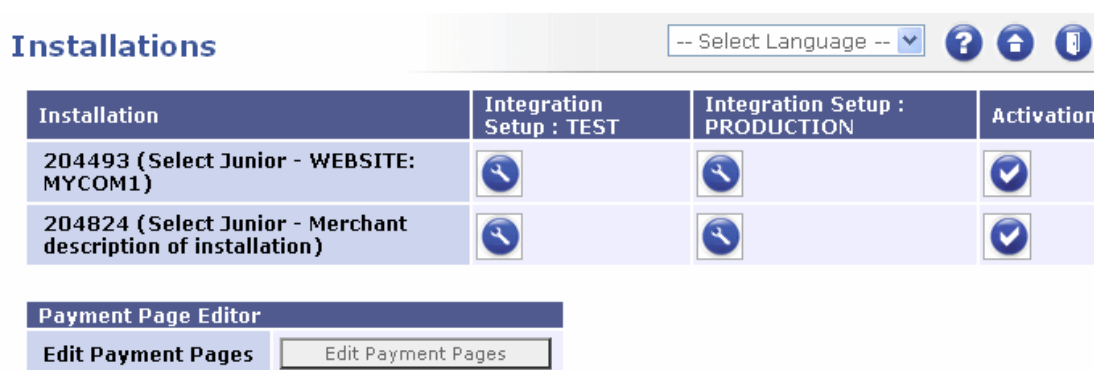 Installations
-- Select Language --
Installation
Integration Setup : TEST
Integration Setup : PRODUCTION
Activation
204493 (Select Junior - WEBSITE:
MYCOM1)
204824 (Select Junior - Merchant
description of installation)
Payment Page Editor
Edit Payment Pages
Edit Payment Pages